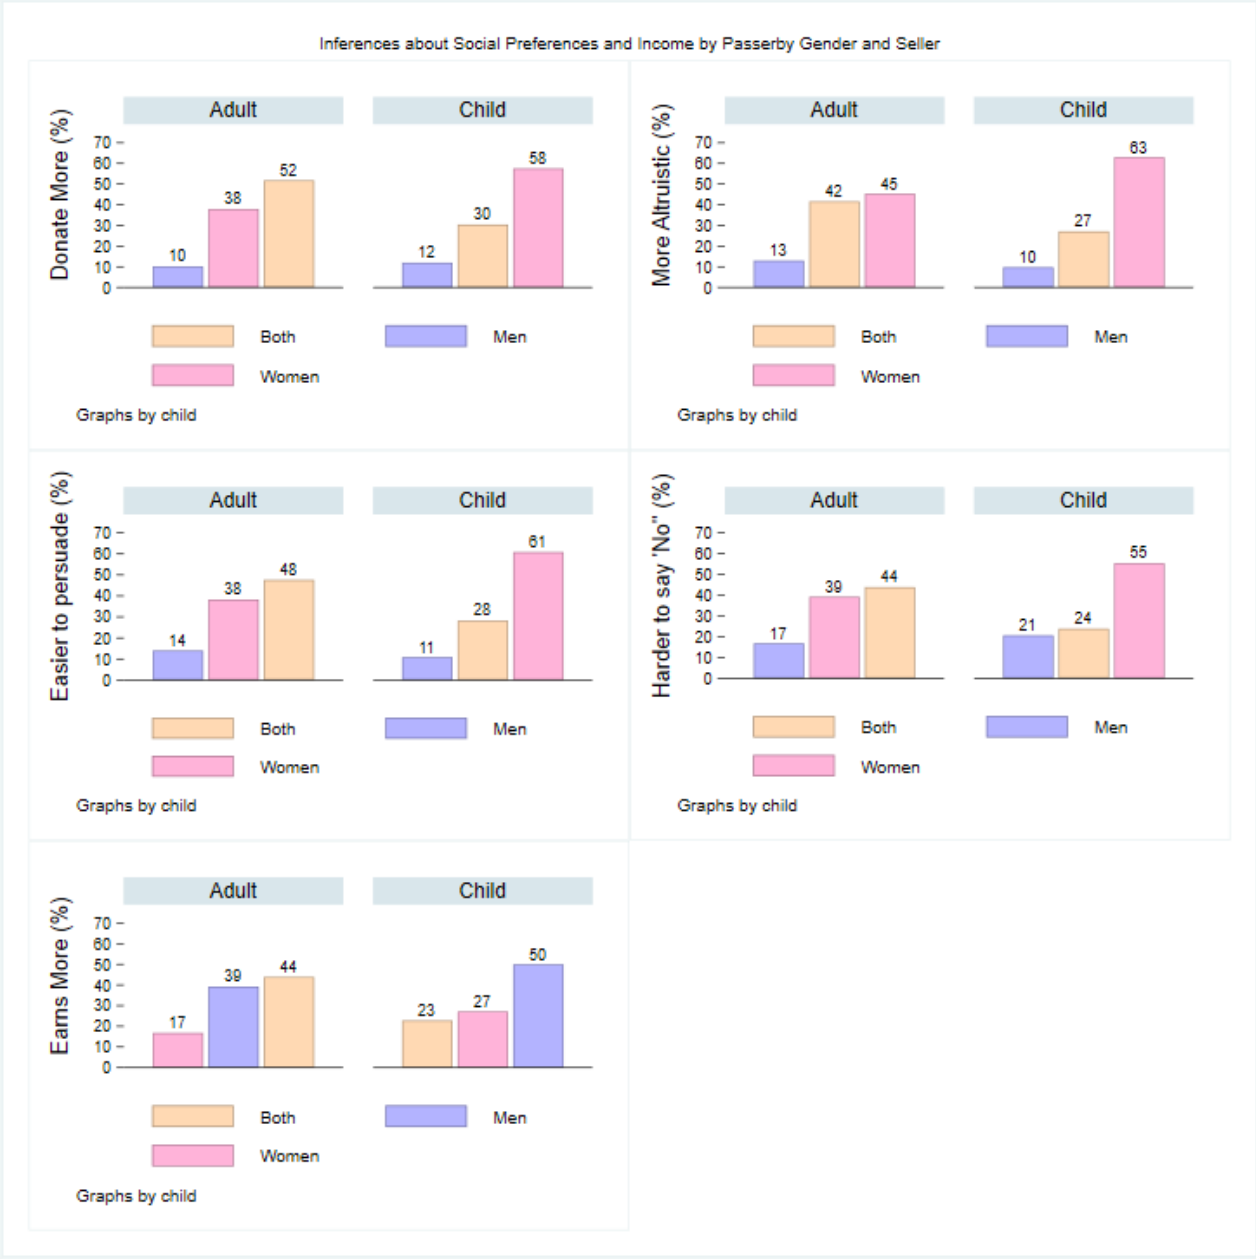 Inferences about Social Preferences and Income by Passerby Gender and Seller
Donate More (%)
Adult Child
70
60
50
40
30
20
10
0
10 38 52
12 30 58
Both Men
Women
Graphs by child
More Altruistic (%)
Adult Child
70
60
50
40
30
20
10
0
13 42 45
10 27 63
Both Men
Women
Graphs by child
Easier to persuade (%)
Adult Child
70
60
50
40
30
20
10
0
14 38 48
11 28 61
Both Men
Women
Graphs by child
Harder to say 'No" (%)
Adult Child
70
60
50
40
30
20
10
0
17 39 44
21 24 55
Both Men
Women
Graphs by child
Earns More (%)
Adult Child
70
60
50
40
30
20
10
0
17 39 44
23 27 50
Both Men
Women
Graphs by child